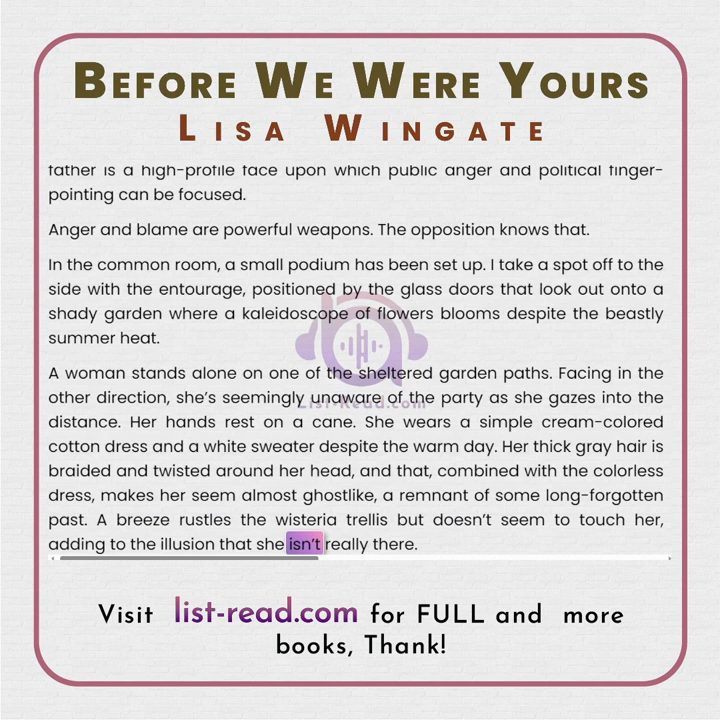 BEFORE WE WERE YOURS
LISA WINGATE
father is a high-profile face upon which public anger and political finger-
pointing can be focused.
Anger and blame are powerful weapons. The opposition knows that.
In the common room, a small podium has been set up. I take a spot off to the
side with the entourage, positioned by the glass doors that look out onto a
shady garden where a kaleidoscope of flowers blooms despite the beastly
summer heat.
A woman stands alone on one of the sheltered garden paths. Facing in the
other direction, she's seemingly unaware of the party as she gazes into the
List-Read.com
distance. Her hands rest on a cane. She wears a simple cream-colored
cotton dress and a white sweater despite the warm day. Her thick gray hair is
braided and twisted around her head, and that, combined with the colorless
dress, makes her seem almost ghostlike, a remnant of some long-forgotten
past. A breeze rustles the wisteria trellis but doesn't seem to touch her,
adding to the illusion that she isn't really there.
Visit list-read.com for FULL and more
books, Thank!